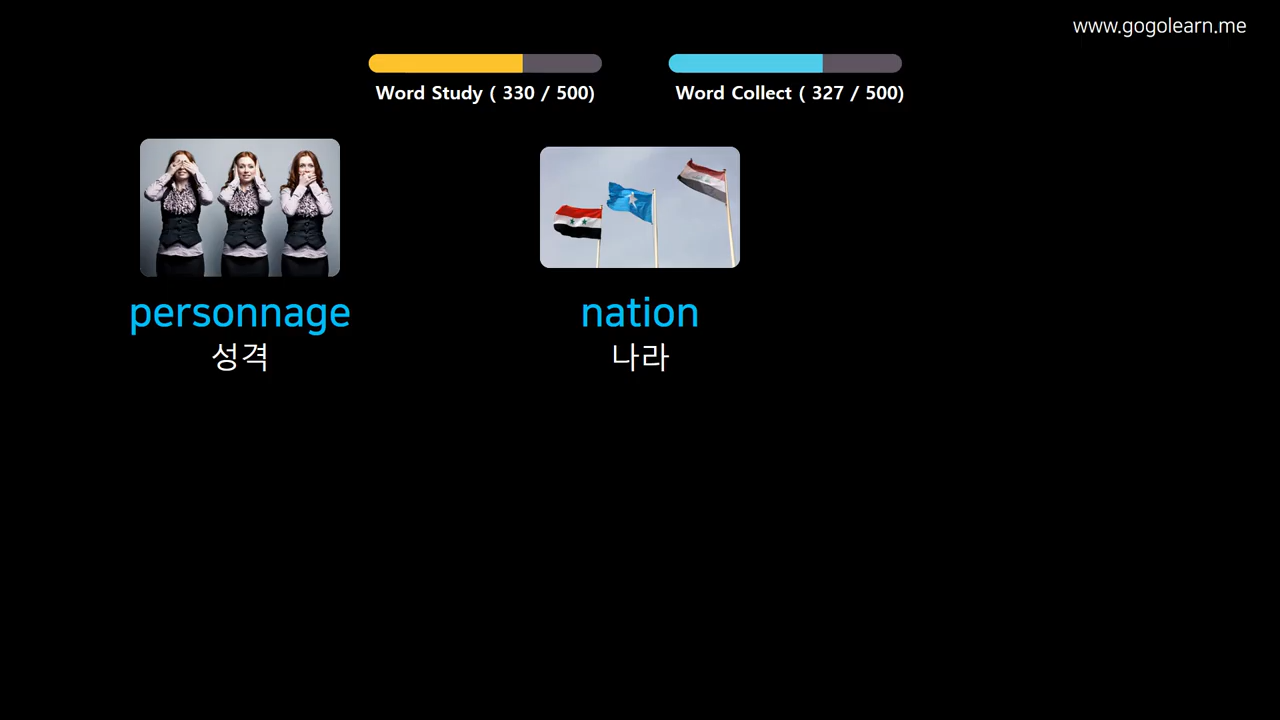 www.gogolearn.me
Word Study ( 330 / 500)
Word Collect ( 327 / 500)
personnage
성격
nation
나라